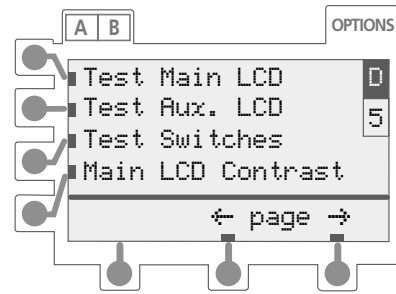 A B
OPTIONS
Test Main LCD
D
Test Aux. LCD
5
Test Switches
Main LCD Contrast
← page →